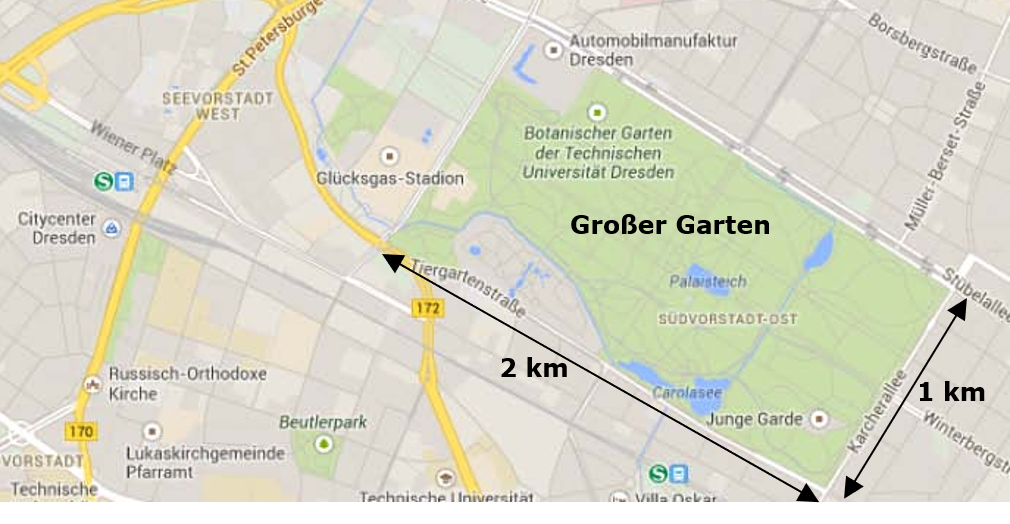 St.Petersburge
Borsbergstraße
Automobilmanufaktur
Dresden
SEEVORSTADT
WEST
Müller-Berset-Straße
Wiener Platz
Botanischer Garten
der Technischen
Universität Dresden
Glücksgas-Stadion
S
Citycenter
Dresden
Großer Garten
Tiergartenstraße
Palaisteich
Stübelallee
172
SÜDVORSTADT-OST
2 km
Russisch-Orthodoxe
Kirche
Carolasee
1 km
Karcherallee
Junge Garde
Winterbergst
Beutlerpark
170
Lukaskirchgemeinde
Pfarramt
VORSTADT
S
Technische
Technische Universität
Villa Oskar